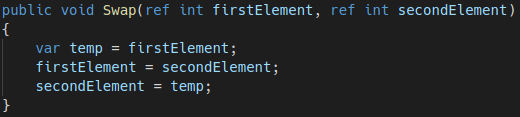 public void Swap(ref int firstElement, ref int secondElement)
{
    var temp = firstElement;
    firstElement = secondElement;
    secondElement = temp;
}